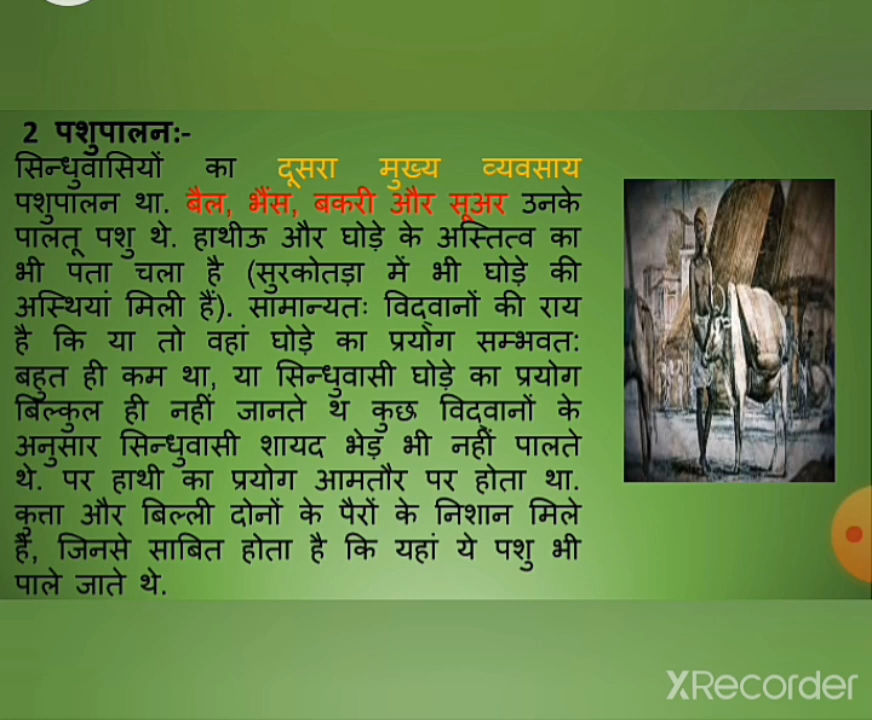 2 पशुपालन:-
सिन्धुवासियों का दूसरा मुख्य व्यवसाय
पशुपालन था. बैल, भैंस, बकरी और सूअर उनके
पालतू पशु थे. हाथीऊ और घोड़े के अस्तित्व का
भी पता चला है (सुरकोतड़ा में भी घोड़े की
अस्थियां मिली हैं). सामान्यतः विद्वानों की राय
है कि या तो वहां घोड़े का प्रयोग सम्भवत:
बहुत ही कम था, या सिन्धुवासी घोड़े का प्रयोग
बिल्कुल ही नहीं जानते थ कुछ विद्वानों के
अनुसार सिन्धुवासी शायद भेड़ भी नहीं पालते
थे. पर हाथी का प्रयोग आमतौर पर होता था.
कुत्ता और बिल्ली दोनों के पैरों के निशान मिले
हैं, जिनसे साबित होता है कि यहां ये पशु भी
पाले जाते थे.
XRecorder